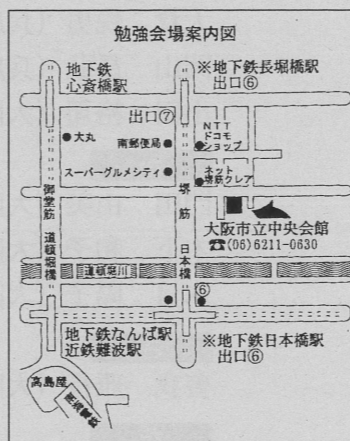 勉強会場案内図
地下鉄
心斎橋駅
※地下鉄長堀橋駅
出口⑥
出口⑦
大丸
南郵便局
NTT
ドコモ
ショップ
スーパーグルメシティ
ネット
堺筋クレア
御堂筋
堺筋
大阪市立中央会館
☎(06)6211-0630
道頓堀橋
日本橋
道頓堀川
⑥
地下鉄なんば駅
近鉄難波駅
※地下鉄日本橋駅
出口⑥
高島屋